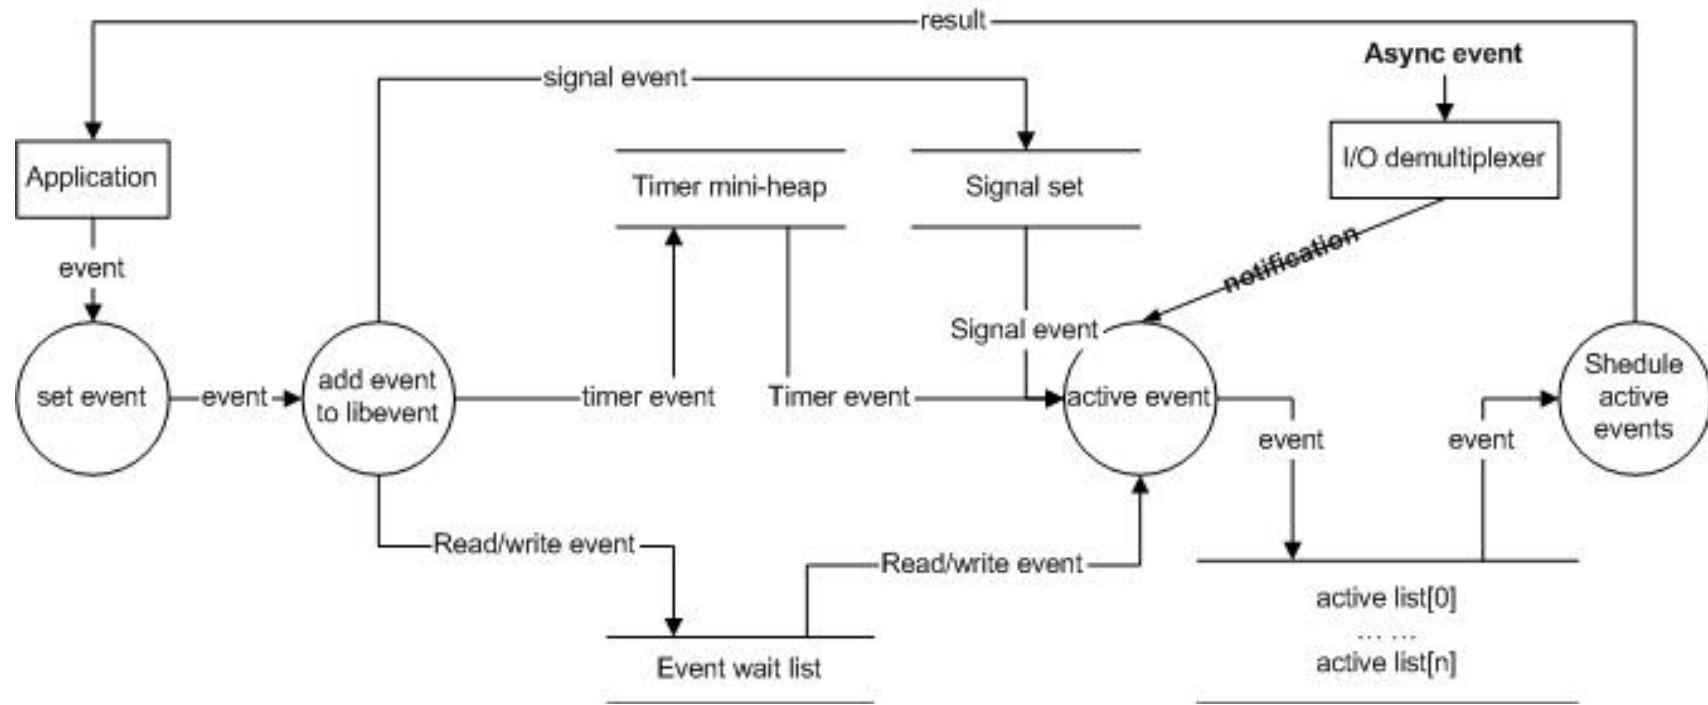 result
Async event
signal event
I/O demultiplexer
Application
Timer mini-heap
Signal set
event
notification
Signal event
set event
event
add event
to libevent
timer event
Timer event
active event
event
event
Shedule
active
events
Read/write event
Read/write event
Event wait list
active list[0]
... ...
active list[n]